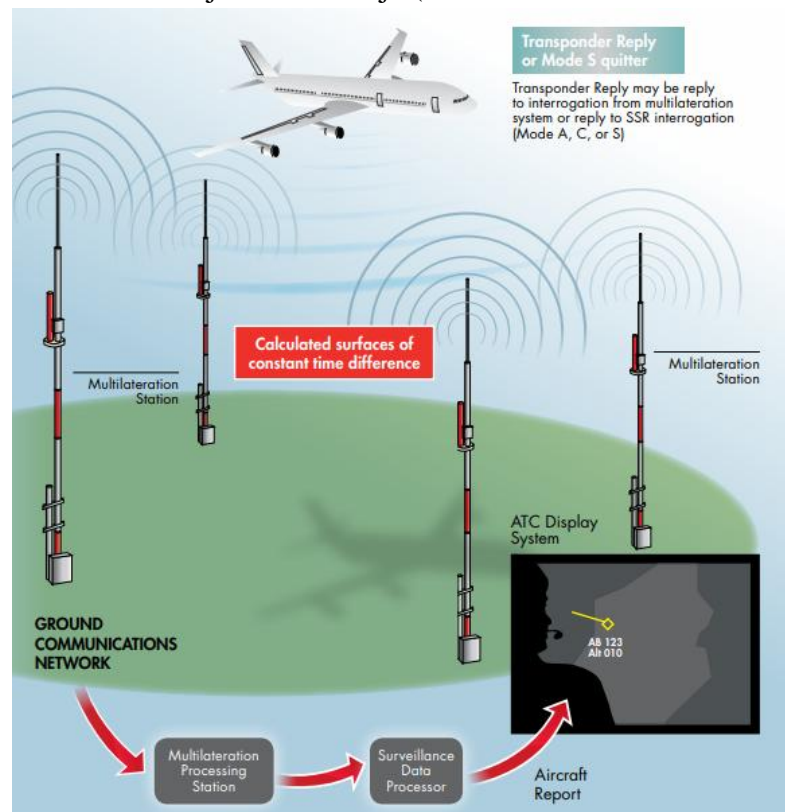 Transponder Reply
or Mode S quitter
Transponder Reply may be reply
to interrogation from multilateration
system or reply to SSR interrogation
(Mode A, C, or S)
Calculated surfaces of
constant time difference
Multilateration
Station
Multilateration
Station
ATC Display
System
AB 123
Alt 010
GROUND
COMMUNICATIONS
NETWORK
Multilateration
Processing
Station
Surveillance
Data
Processor
Aircraft
Report